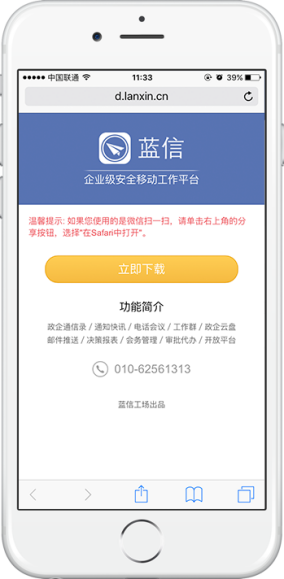 中国联通 11:33 39%
d.lanxin.cn
蓝信
企业级安全移动工作平台
温馨提示: 如果您使用的是微信扫一扫，请单击右上角的分
享按钮，选择"在Safari中打开"。
立即下载
功能简介
政企通信录 / 通知快讯 / 电话会议 / 工作群 / 政企云盘
邮件推送 / 决策报表 / 会务管理 / 审批代办 / 开放平台
010-62561313
蓝信工场出品